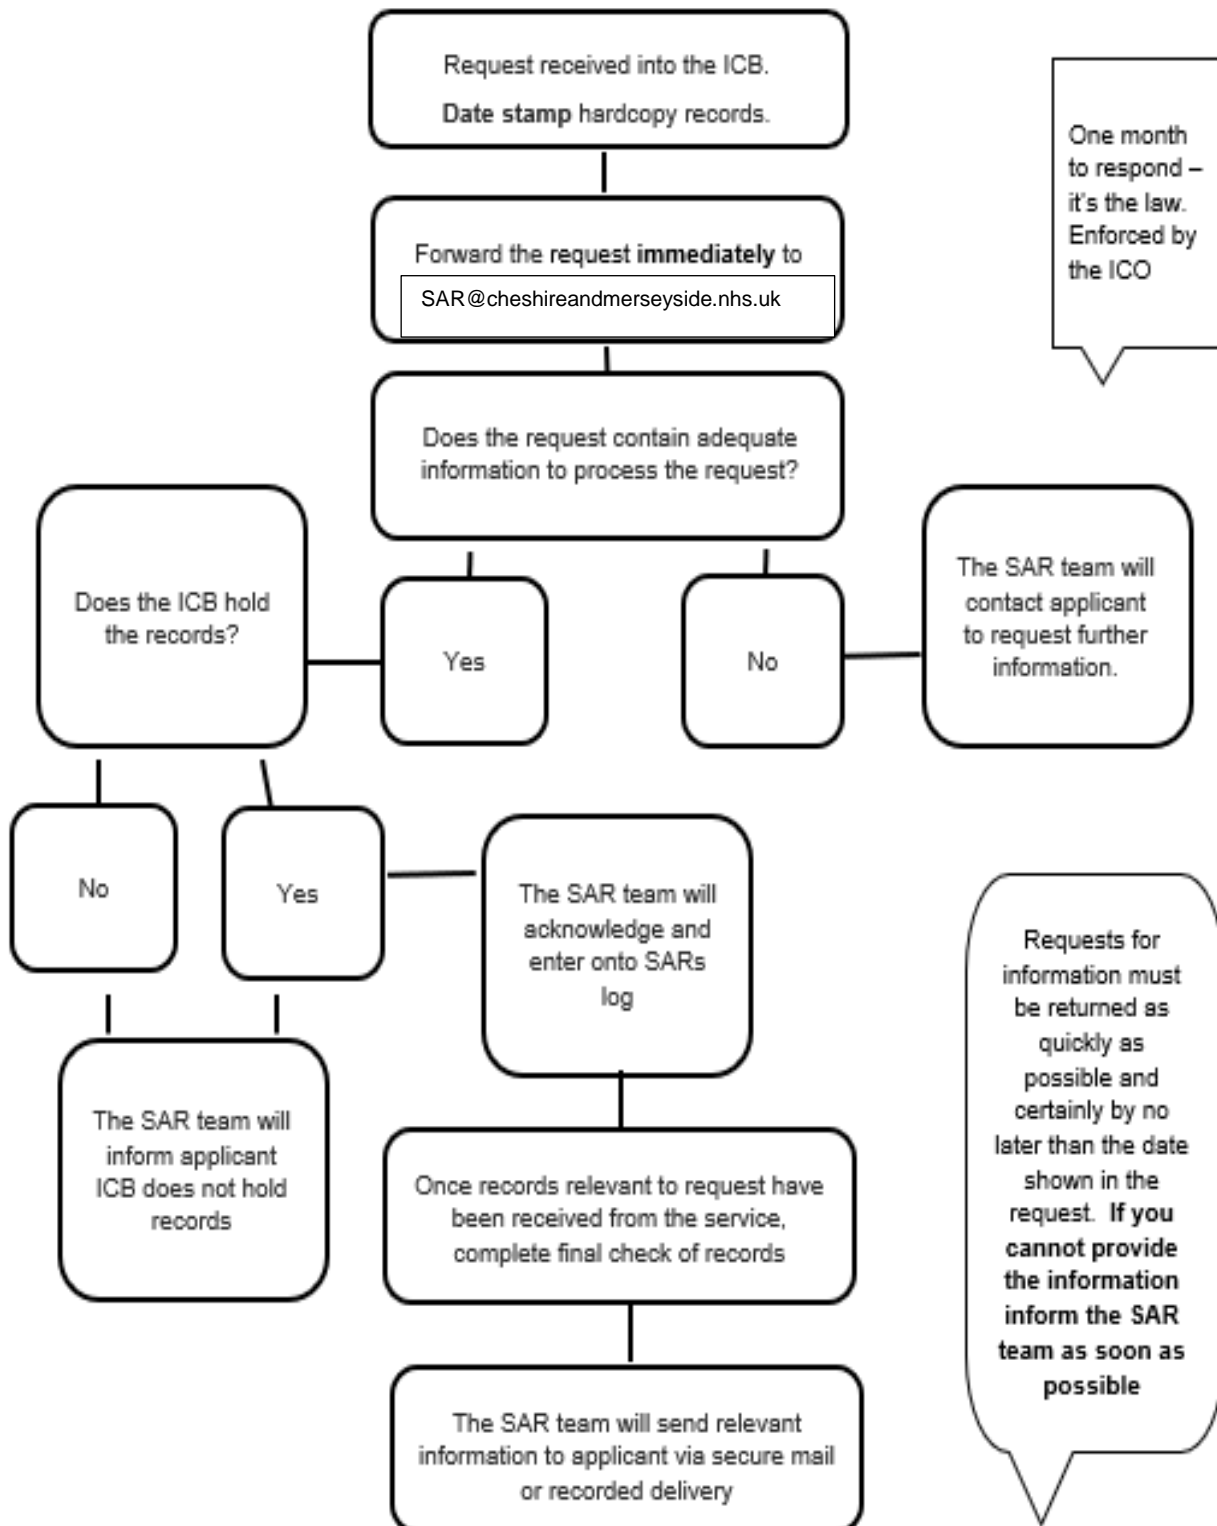 Request received into the ICB.
Date stamp hardcopy records.
One month
to respond –
it's the law.
Enforced by
the ICO
Forward the request immediately to
SAR@cheshireandmerseyside.nhs.uk
Does the request contain adequate
information to process the request?
Does the ICB hold
the records?
Yes
No
The SAR team will
contact applicant
to request further
information.
No
Yes
The SAR team will
acknowledge and
enter onto SARs
log
Requests for
information must
be returned as
quickly as
possible and
certainly by no
later than the date
shown in the
request. If you
cannot provide
the information
inform the SAR
team as soon as
possible
The SAR team will
inform applicant
ICB does not hold
records
Once records relevant to request have
been received from the service,
complete final check of records
The SAR team will send relevant
information to applicant via secure mail
or recorded delivery